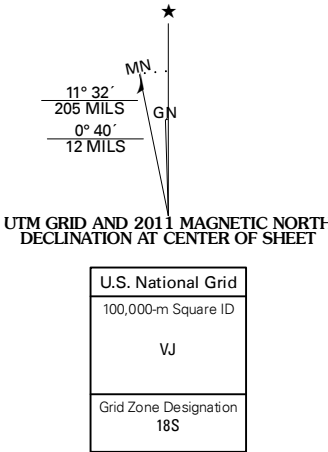 ★
MN
GN
11° 32´
205 MILS
0° 40´
12 MILS
UTM GRID AND 2011 MAGNETIC NORTH
DECLINATION AT CENTER OF SHEET
U.S. National Grid
100,000-m Square ID
VJ
Grid Zone Designation
18S